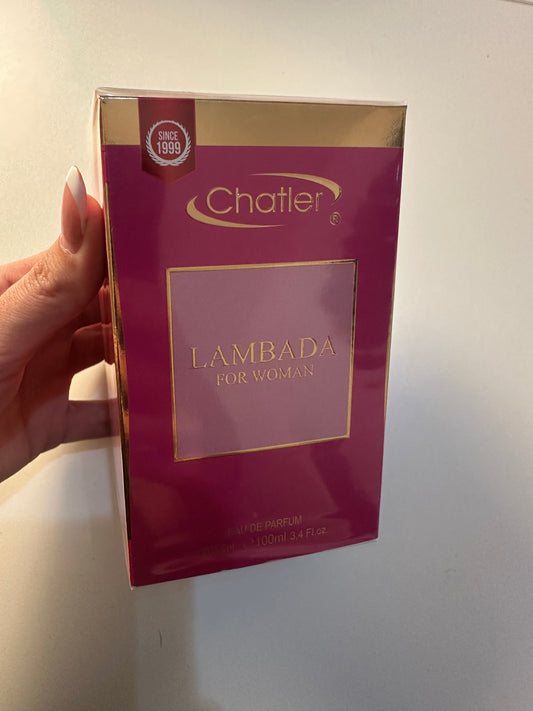 SINCE
1999
Chatler
®
LAMBADA
FOR WOMAN
EAU DE PARFUM
100ml 3.4 Fl.oz.